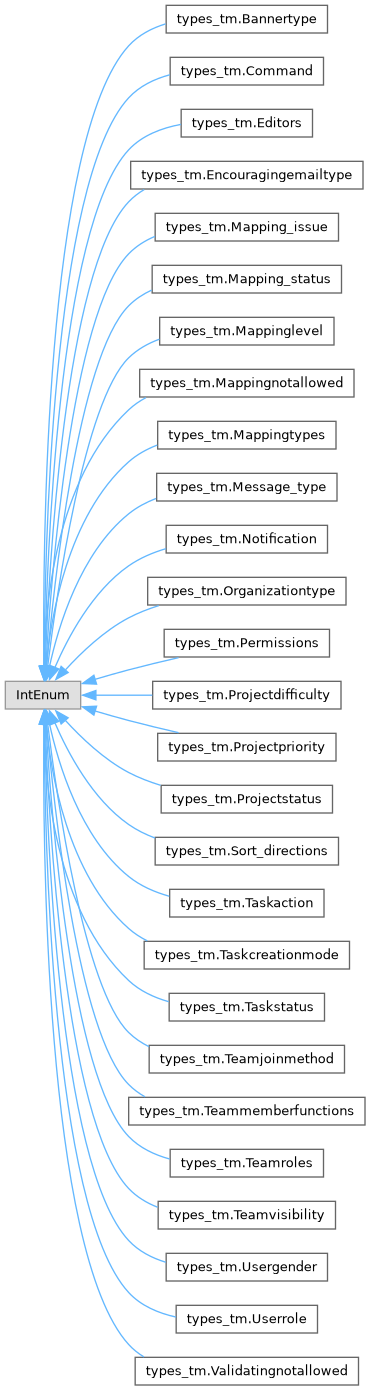 types_tm.Bannertype
types_tm.Command
types_tm.Editors
types_tm.Encouragingemailtype
types_tm.Mapping_issue
types_tm.Mapping_status
types_tm.Mappinglevel
types_tm.Mappingnotallowed
types_tm.Mappingtypes
types_tm.Message_type
types_tm.Notification
types_tm.Organizationtype
types_tm.Permissions
IntEnum
types_tm.Projectdifficulty
types_tm.Projectpriority
types_tm.Projectstatus
types_tm.Sort_directions
types_tm.Taskaction
types_tm.Taskcreationmode
types_tm.Taskstatus
types_tm.Teamjoinmethod
types_tm.Teammemberfunctions
types_tm.Teamroles
types_tm.Teamvisibility
types_tm.Usergender
types_tm.Userrole
types_tm.Validatingnotallowed